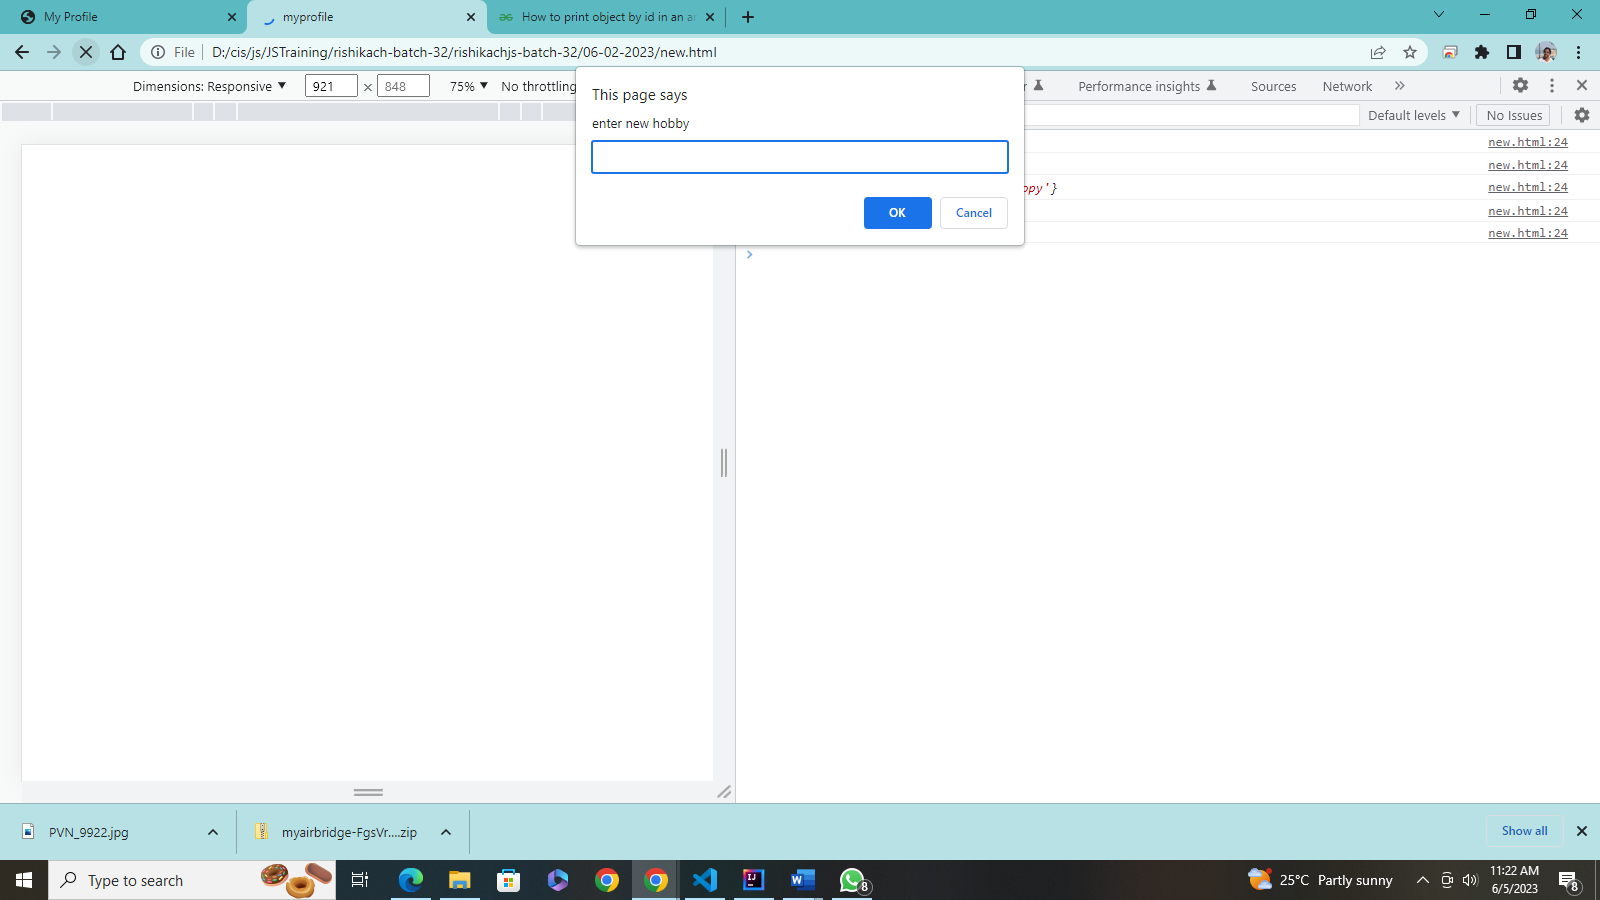 My Profile
myprofile
How to print object by id in an a
File
D:/cis/js/JSTraining/rishikach-batch-32/rishikachjs-batch-32/06-02-2023/new.html
Dimensions: Responsive
921 × 848
75%
No throttling
Performance insights
Sources
Network
Default levels
No Issues
This page says
enter new hobby
OK
Cancel
new.html:24
new.html:24
ppy'}
new.html:24
new.html:24
new.html:24
PVN_9922.jpg
myairbridge-FgsVr....zip
Show all
Type to search
8
25°C Partly sunny
11:22 AM
6/5/2023
8